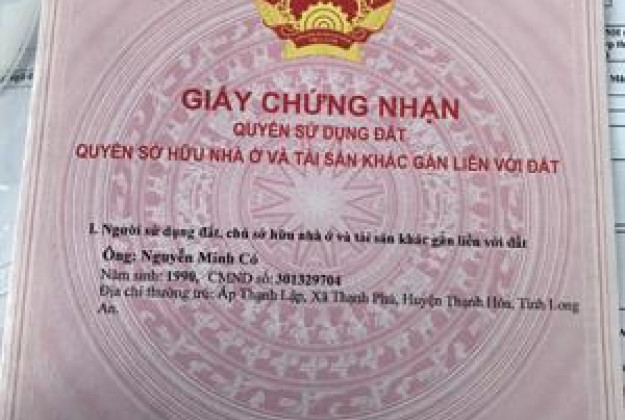 GIẤY CHỨNG NHẬN
QUYỀN SỬ DỤNG ĐẤT
QUYỀN SỞ HỮU NHÀ Ở VÀ TÀI SẢN KHÁC GẮN LIỀN VỚI ĐẤT
I. Người sử dụng đất, chủ sở hữu nhà ở và tài sản khác gắn liền với đất
Ông: Nguyễn Minh Có
Năm sinh: 1990, CMND số: 301329704
Địa chỉ thường trú: Ấp Thạnh Lập, Xã Thạnh Phú, Huyện Thạnh Hóa, Tỉnh Long
An.